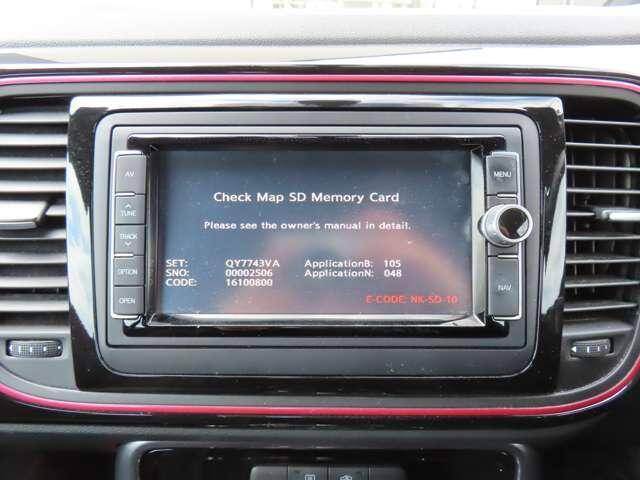 AV
TUNE
TRACK
OPTION
OPEN
Check Map SD Memory Card
Please see the owner's manual in detail.
SET: QY7743VA ApplicationB: 105
SNO: 00002506 ApplicationN: 048
CODE: 16100800
E-CODE: NK-SD-10
MENU
NAV